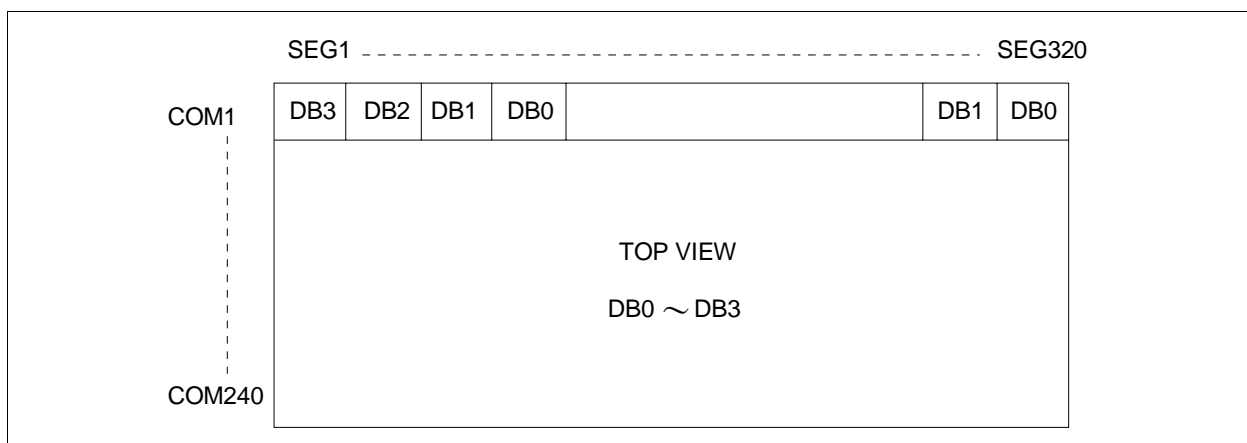 SEG1 SEG320
COM1 DB3 DB2 DB1 DB0 DB1 DB0
TOP VIEW
DB0 ～ DB3
COM240